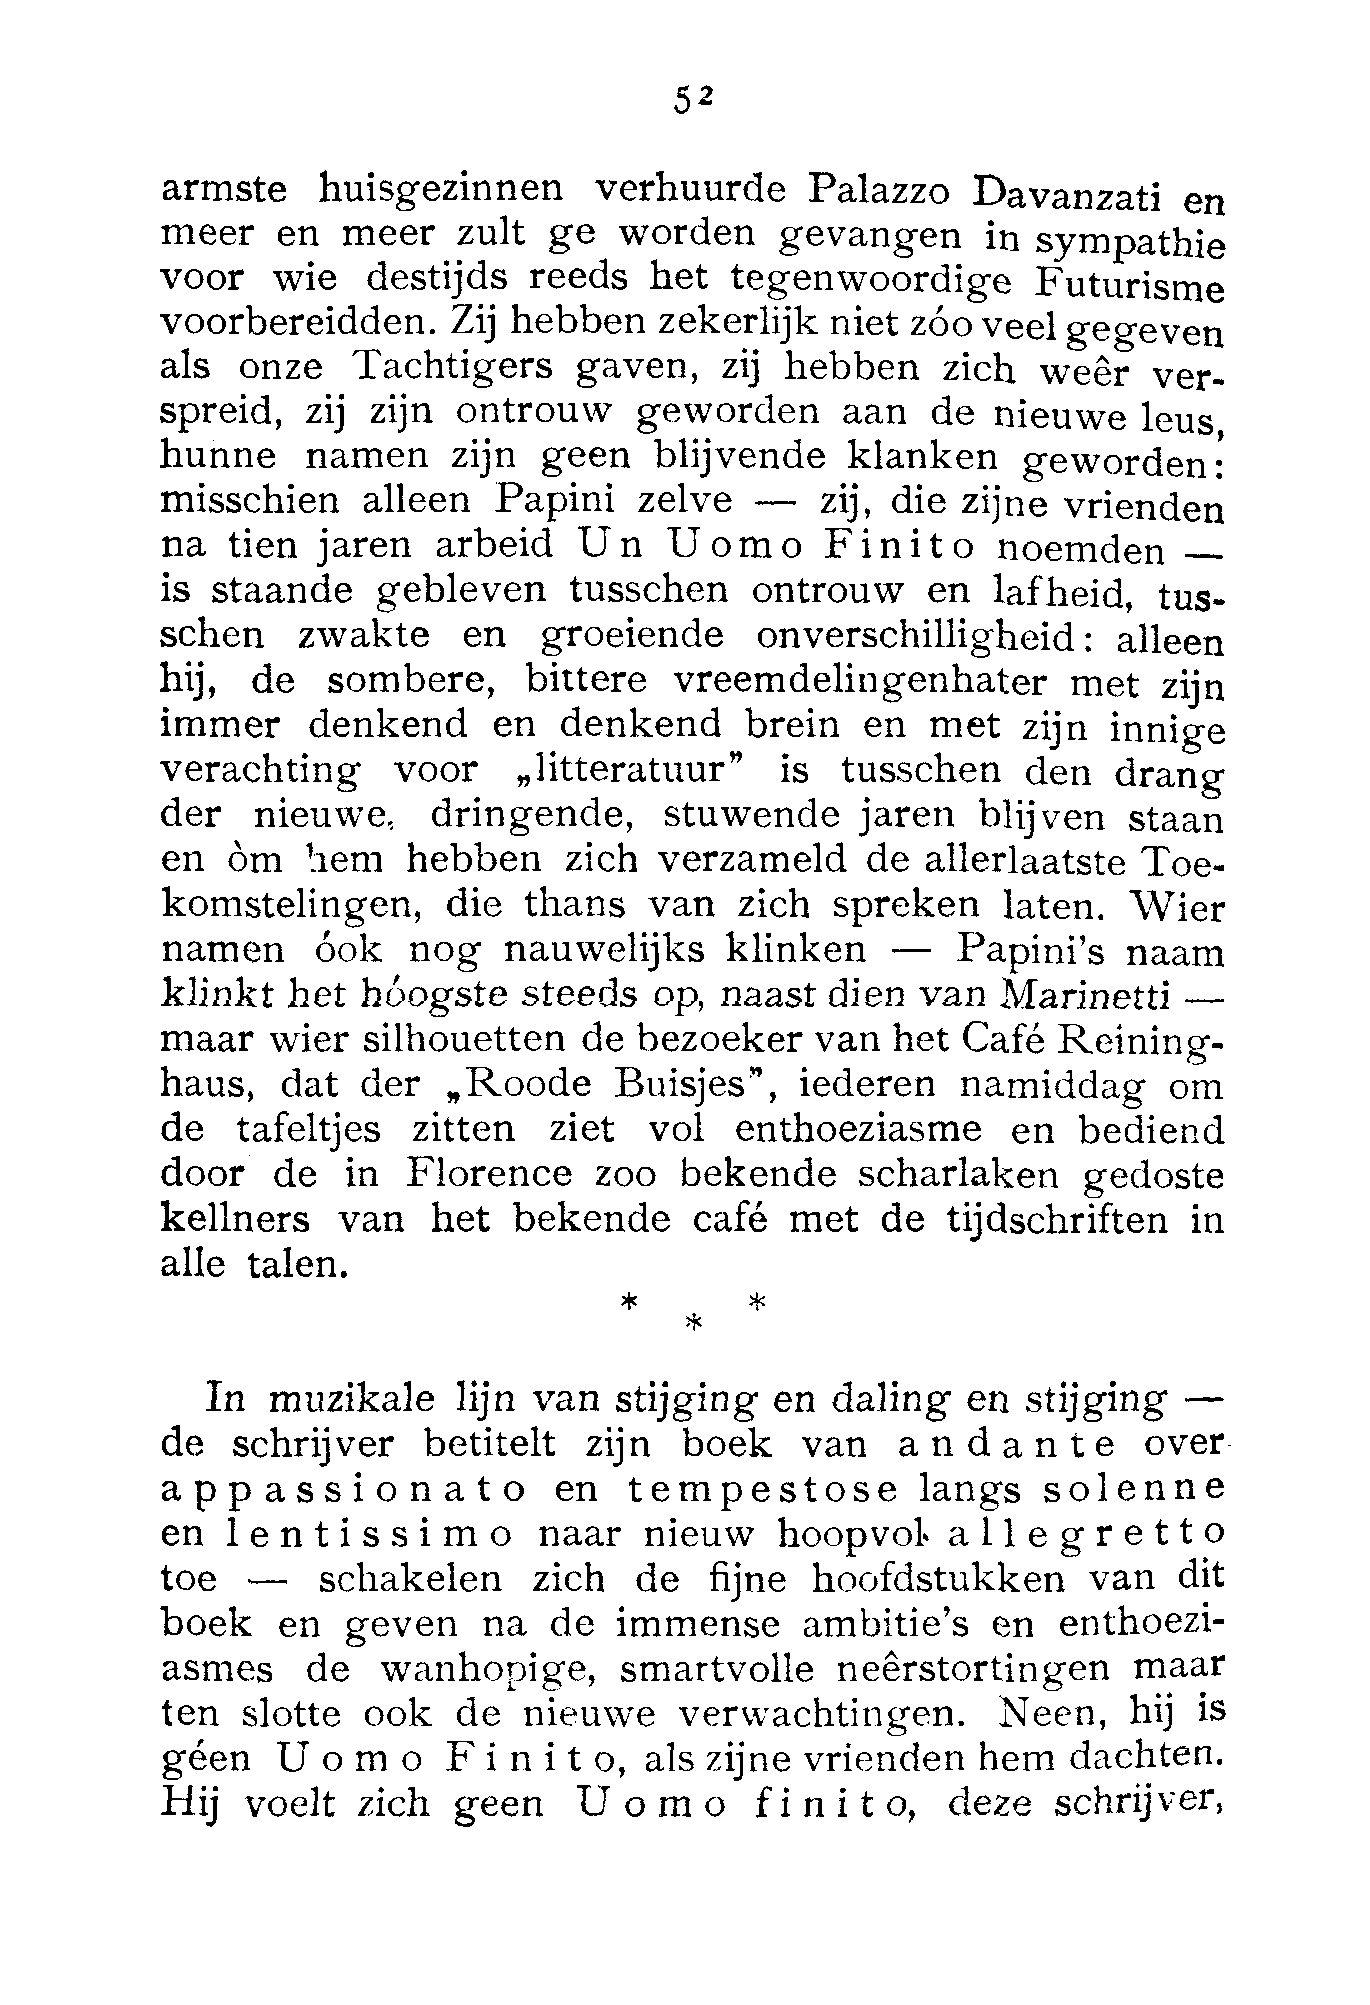 52
armste huisgezinnen verhuurde Palazzo Davanzati en
meer en meer zult ge worden gevangen in sympathie
voor wie destijds reeds het tegenwoordige Futurisme
voorbereidden. Zij hebben zekerlijk niet zóo veel gegeven
als onze Tachtigers gaven, zij hebben zich weêr ver-
spreid, zij zijn ontrouw geworden aan de nieuwe leus,
hunne namen zijn geen blijvende klanken geworden:
misschien alleen Papini zelve — zij, die zijne vrienden
na tien jaren arbeid Un Uomo Finito noemden —
is staande gebleven tusschen ontrouw en lafheid, tus-
schen zwakte en groeiende onverschilligheid: alleen
hij, de sombere, bittere vreemdelingenhater met zijn
immer denkend en denkend brein en met zijn innige
verachting voor „litteratuur” is tusschen den drang
der nieuwe, dringende, stuwende jaren blijven staan
en òm hem hebben zich verzameld de allerlaatste Toe-
komstelingen, die thans van zich spreken laten. Wier
namen óok nog nauwelijks klinken — Papini's naam
klinkt het hóogste steeds op, naast dien van Marinetti —
maar wier silhouetten de bezoeker van het Café Reining-
haus, dat der „Roode Buisjes”, iederen namiddag om
de tafeltjes zitten ziet vol enthoeziasme en bediend
door de in Florence zoo bekende scharlaken gedoste
kellners van het bekende café met de tijdschriften in
alle talen.
* * *
In muzikale lijn van stijging en daling en stijging —
de schrijver betitelt zijn boek van andante over
appassionato en tempestose langs solenne
en lentissimo naar nieuw hoopvol allegretto
toe — schakelen zich de fijne hoofdstukken van dit
boek en geven na de immense ambitie's en enthoezi-
asmes de wanhopige, smartvolle neêrstortingen maar
ten slotte ook de nieuwe verwachtingen. Neen, hij is
géen Uomo Finito, als zijne vrienden hem dachten.
Hij voelt zich geen Uomo finito, deze schrijver,